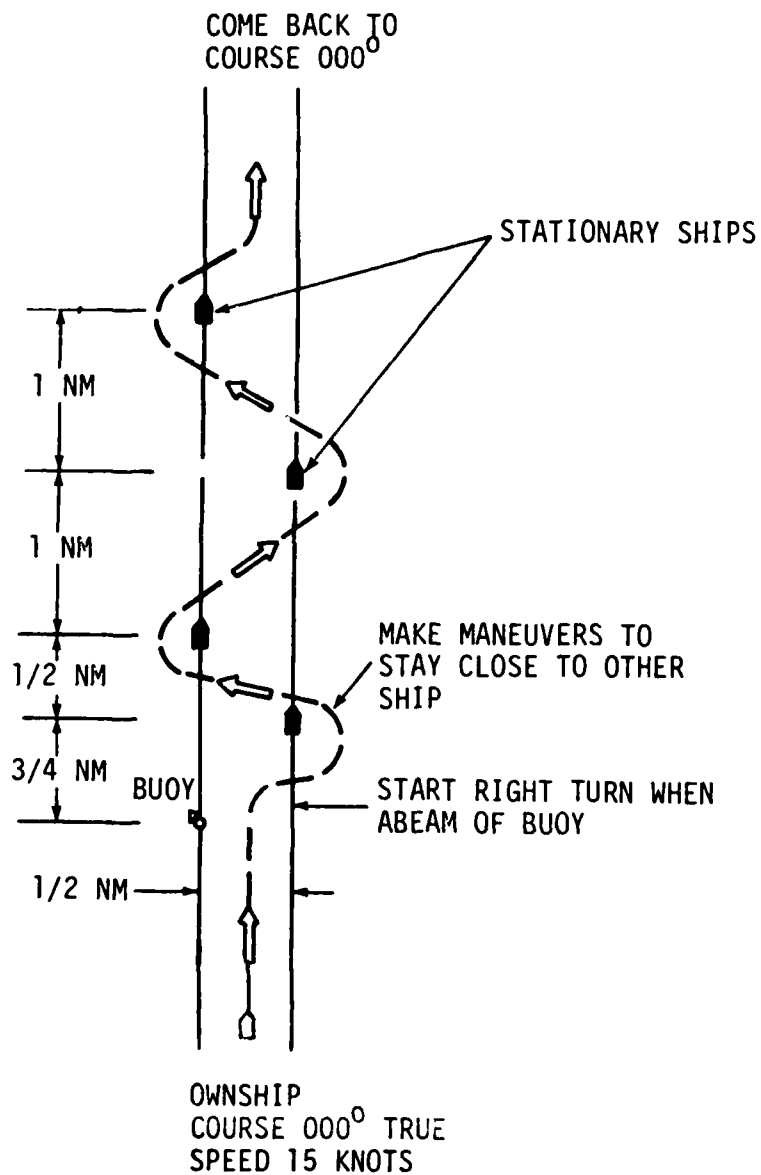 COME BACK TO
COURSE 000°
STATIONARY SHIPS
1 NM
1 NM
MAKE MANEUVERS TO
STAY CLOSE TO OTHER
SHIP
1/2 NM
3/4 NM
BUOY
START RIGHT TURN WHEN
ABEAM OF BUOY
1/2 NM
OWNSHIP
COURSE 000° TRUE
SPEED 15 KNOTS